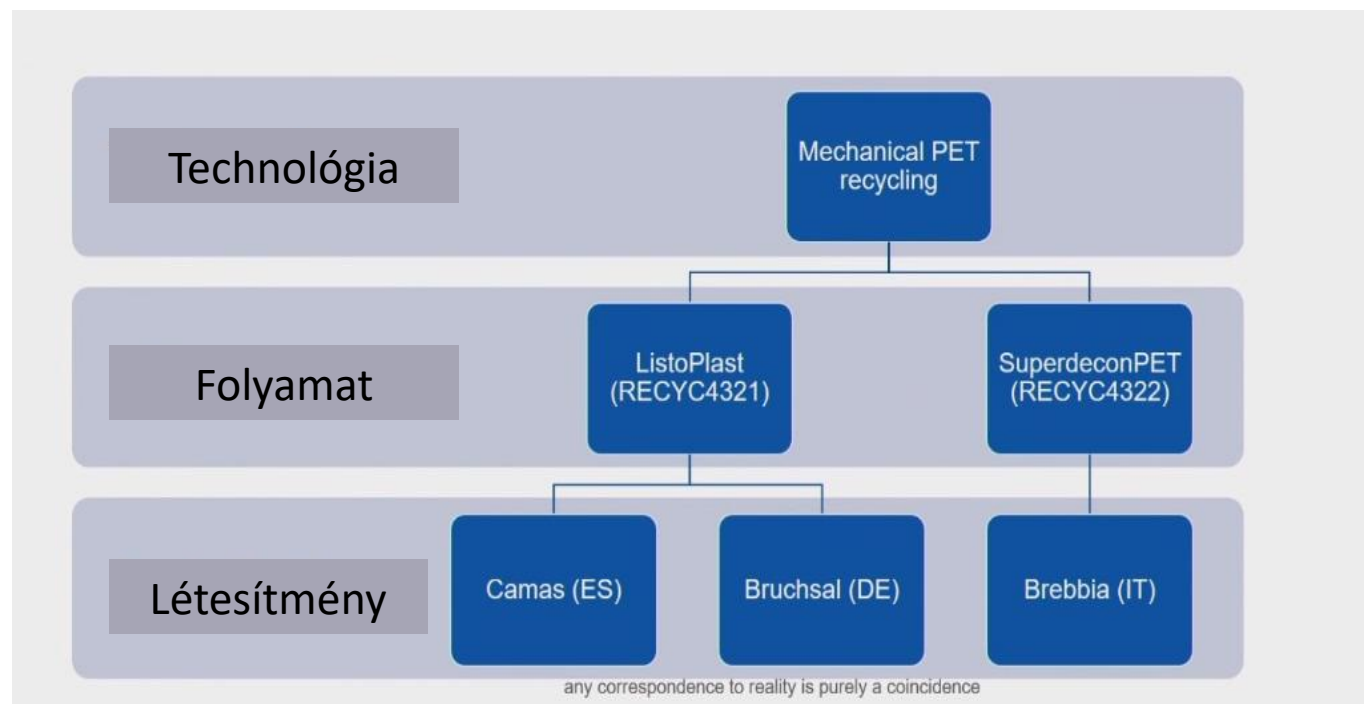 Technológia
Mechanical PET
recycling
Folyamat
ListoPlast
(RECYC4321)
SuperdeconPET
(RECYC4322)
Létesítmény
Camas (ES)
Bruchsal (DE)
Brebbia (IT)
any correspondence to reality is purely a coincidence